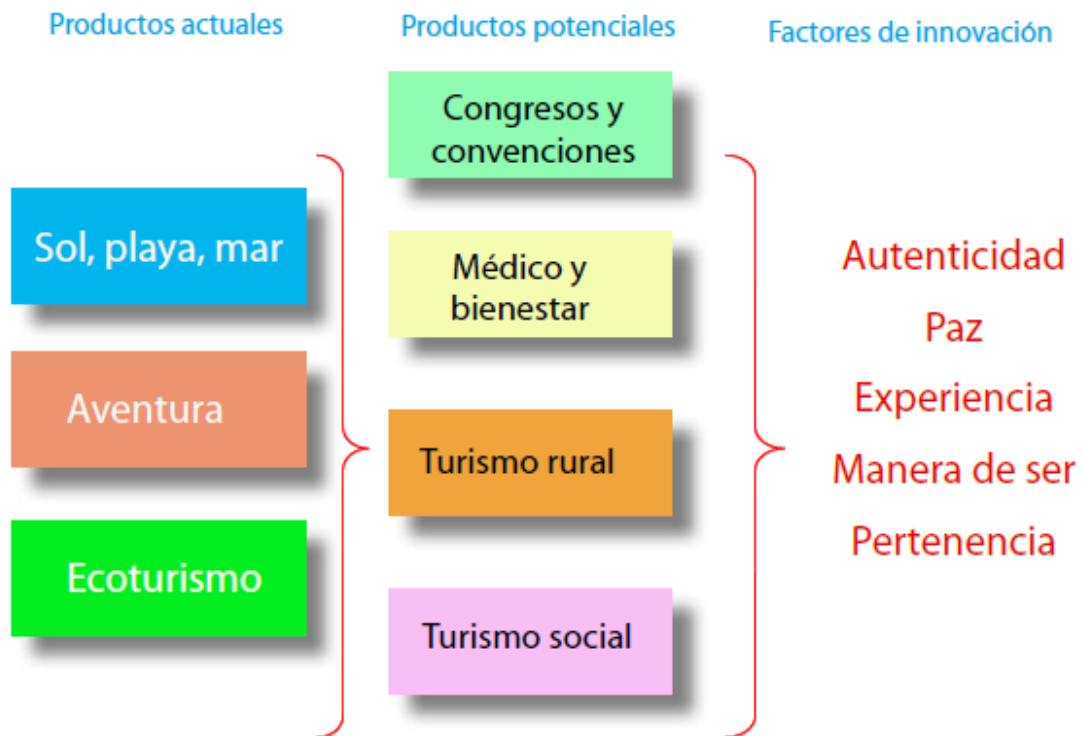 Productos actuales
Productos potenciales
Factores de innovación
Sol, playa, mar
Aventura
Ecoturismo
Congresos y
convenciones
Médico y
bienestar
Turismo rural
Turismo social
Autenticidad
Paz
Experiencia
Manera de ser
Pertenencia